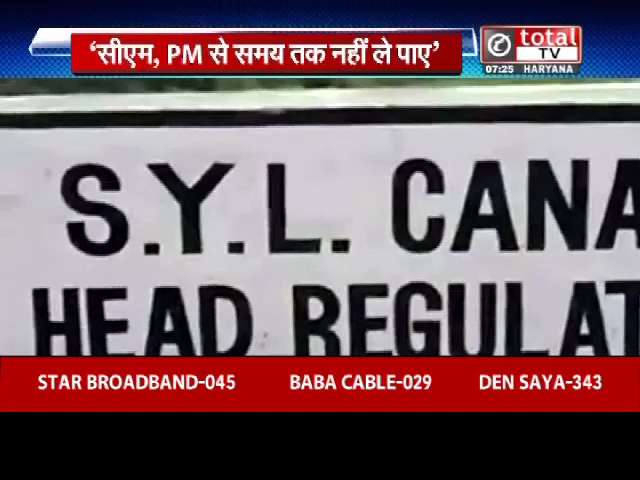 ‘सीएम, PM से समय तक नहीं ले पाए’
total
TV
07:25 HARYANA
S.Y.L. CANA
HEAD REGULAT
STAR BROADBAND-045 BABA CABLE-029 DEN SAYA-343